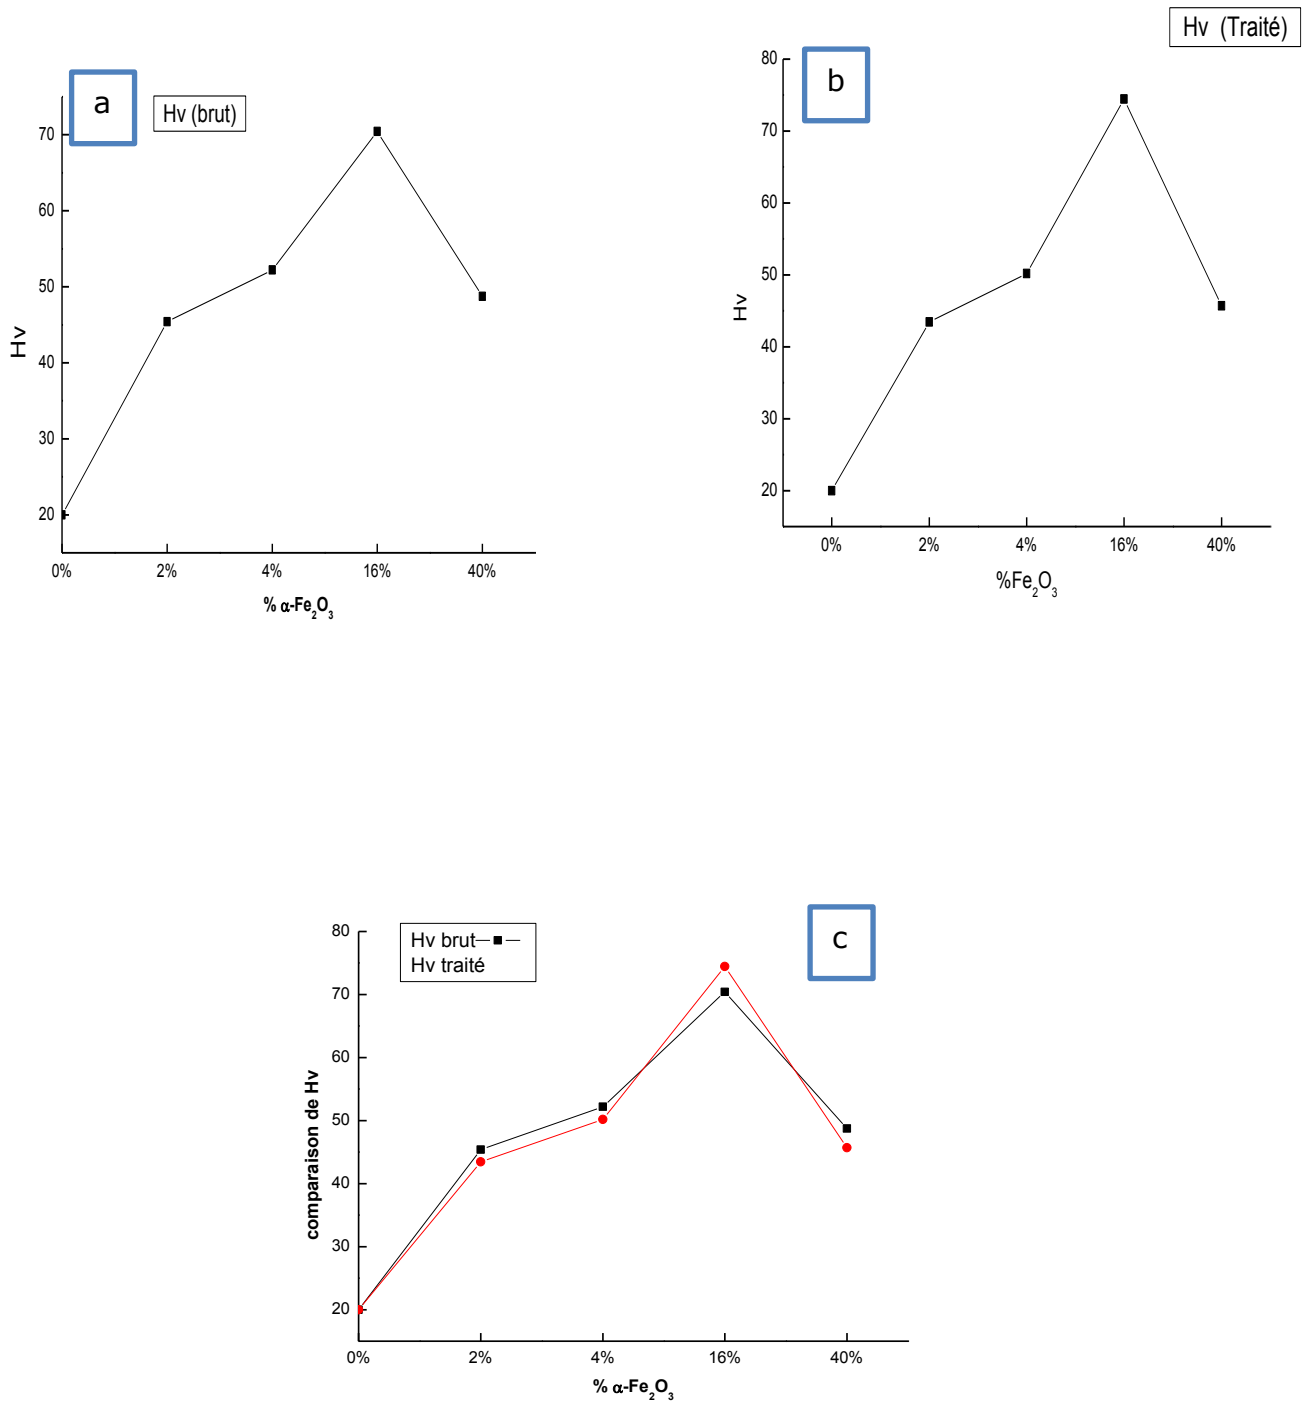 a
Hv (brut)
70
60
50
40
30
20
Hv
0% 2% 4% 16% 40%
% α-Fe₂O₃
Hv (Traité)
b
80
70
60
50
40
30
20
Hv
0% 2% 4% 16% 40%
%Fe₂O₃
c
Hv brut
Hv traité
80
70
60
50
40
30
20
comparaison de Hv
0% 2% 4% 16% 40%
% α-Fe₂O₃